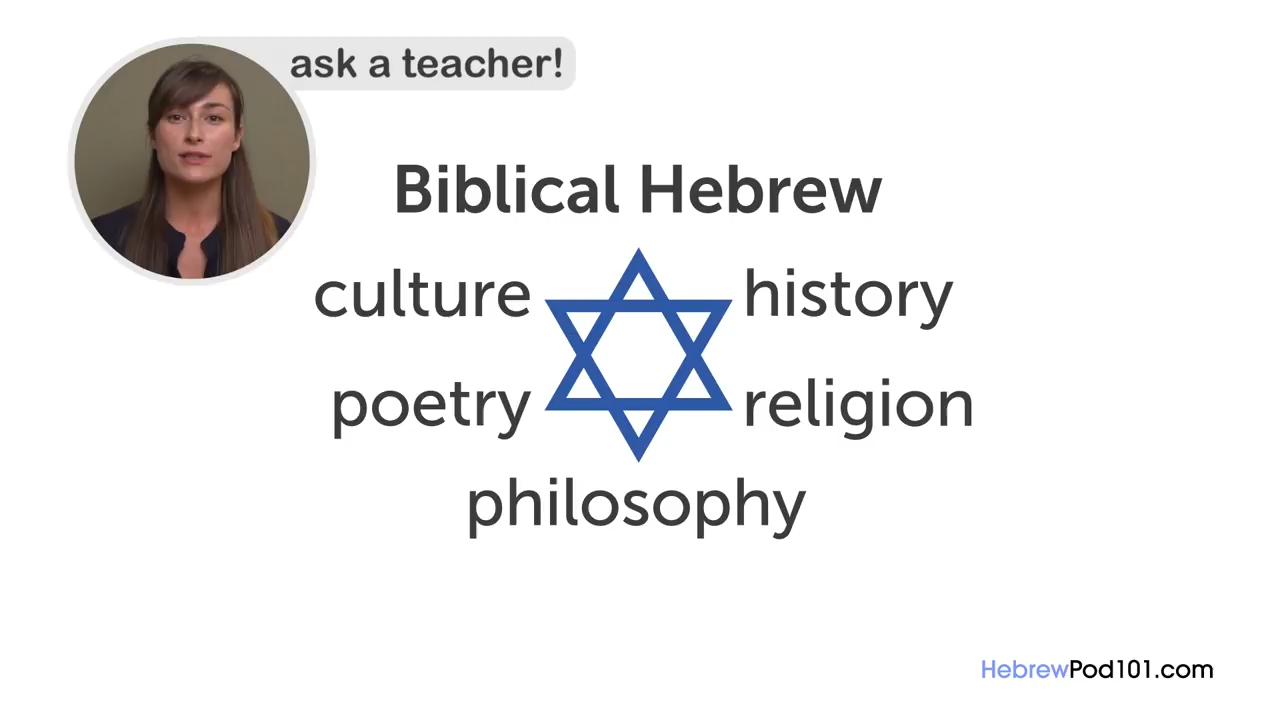 ask a teacher!
Biblical Hebrew
culture history
poetry religion
philosophy
HebrewPod101.com